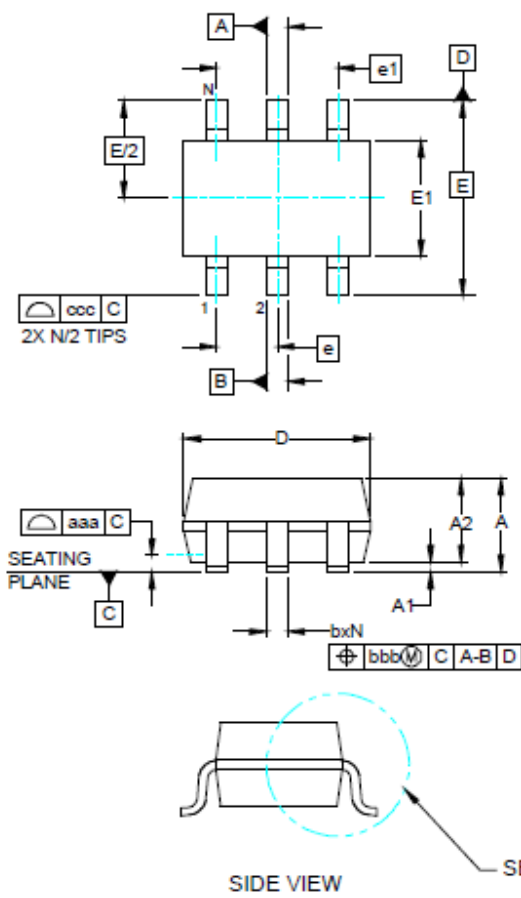 A
e1
D
N
E/2
E1
E
ccc C
2X N/2 TIPS
1
2
e
B
D
aaa C
SEATING
PLANE
C
A2
A
A1
bxN
bbb Ⓜ C A-B D
SIDE VIEW